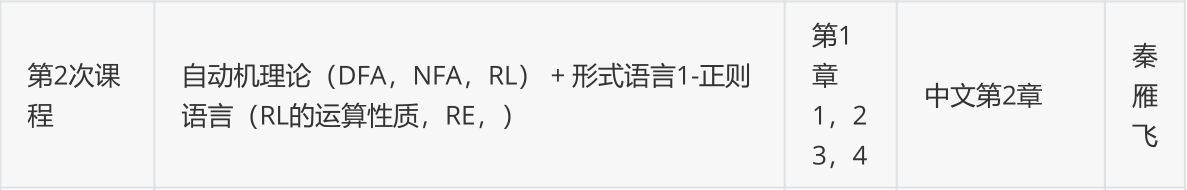 第2次课
程
自动机理论（DFA，NFA，RL） + 形式语言1-正则
语言（RL的运算性质，RE，）
第1
章
1，2
3，4
中文第2章
秦
雁
飞